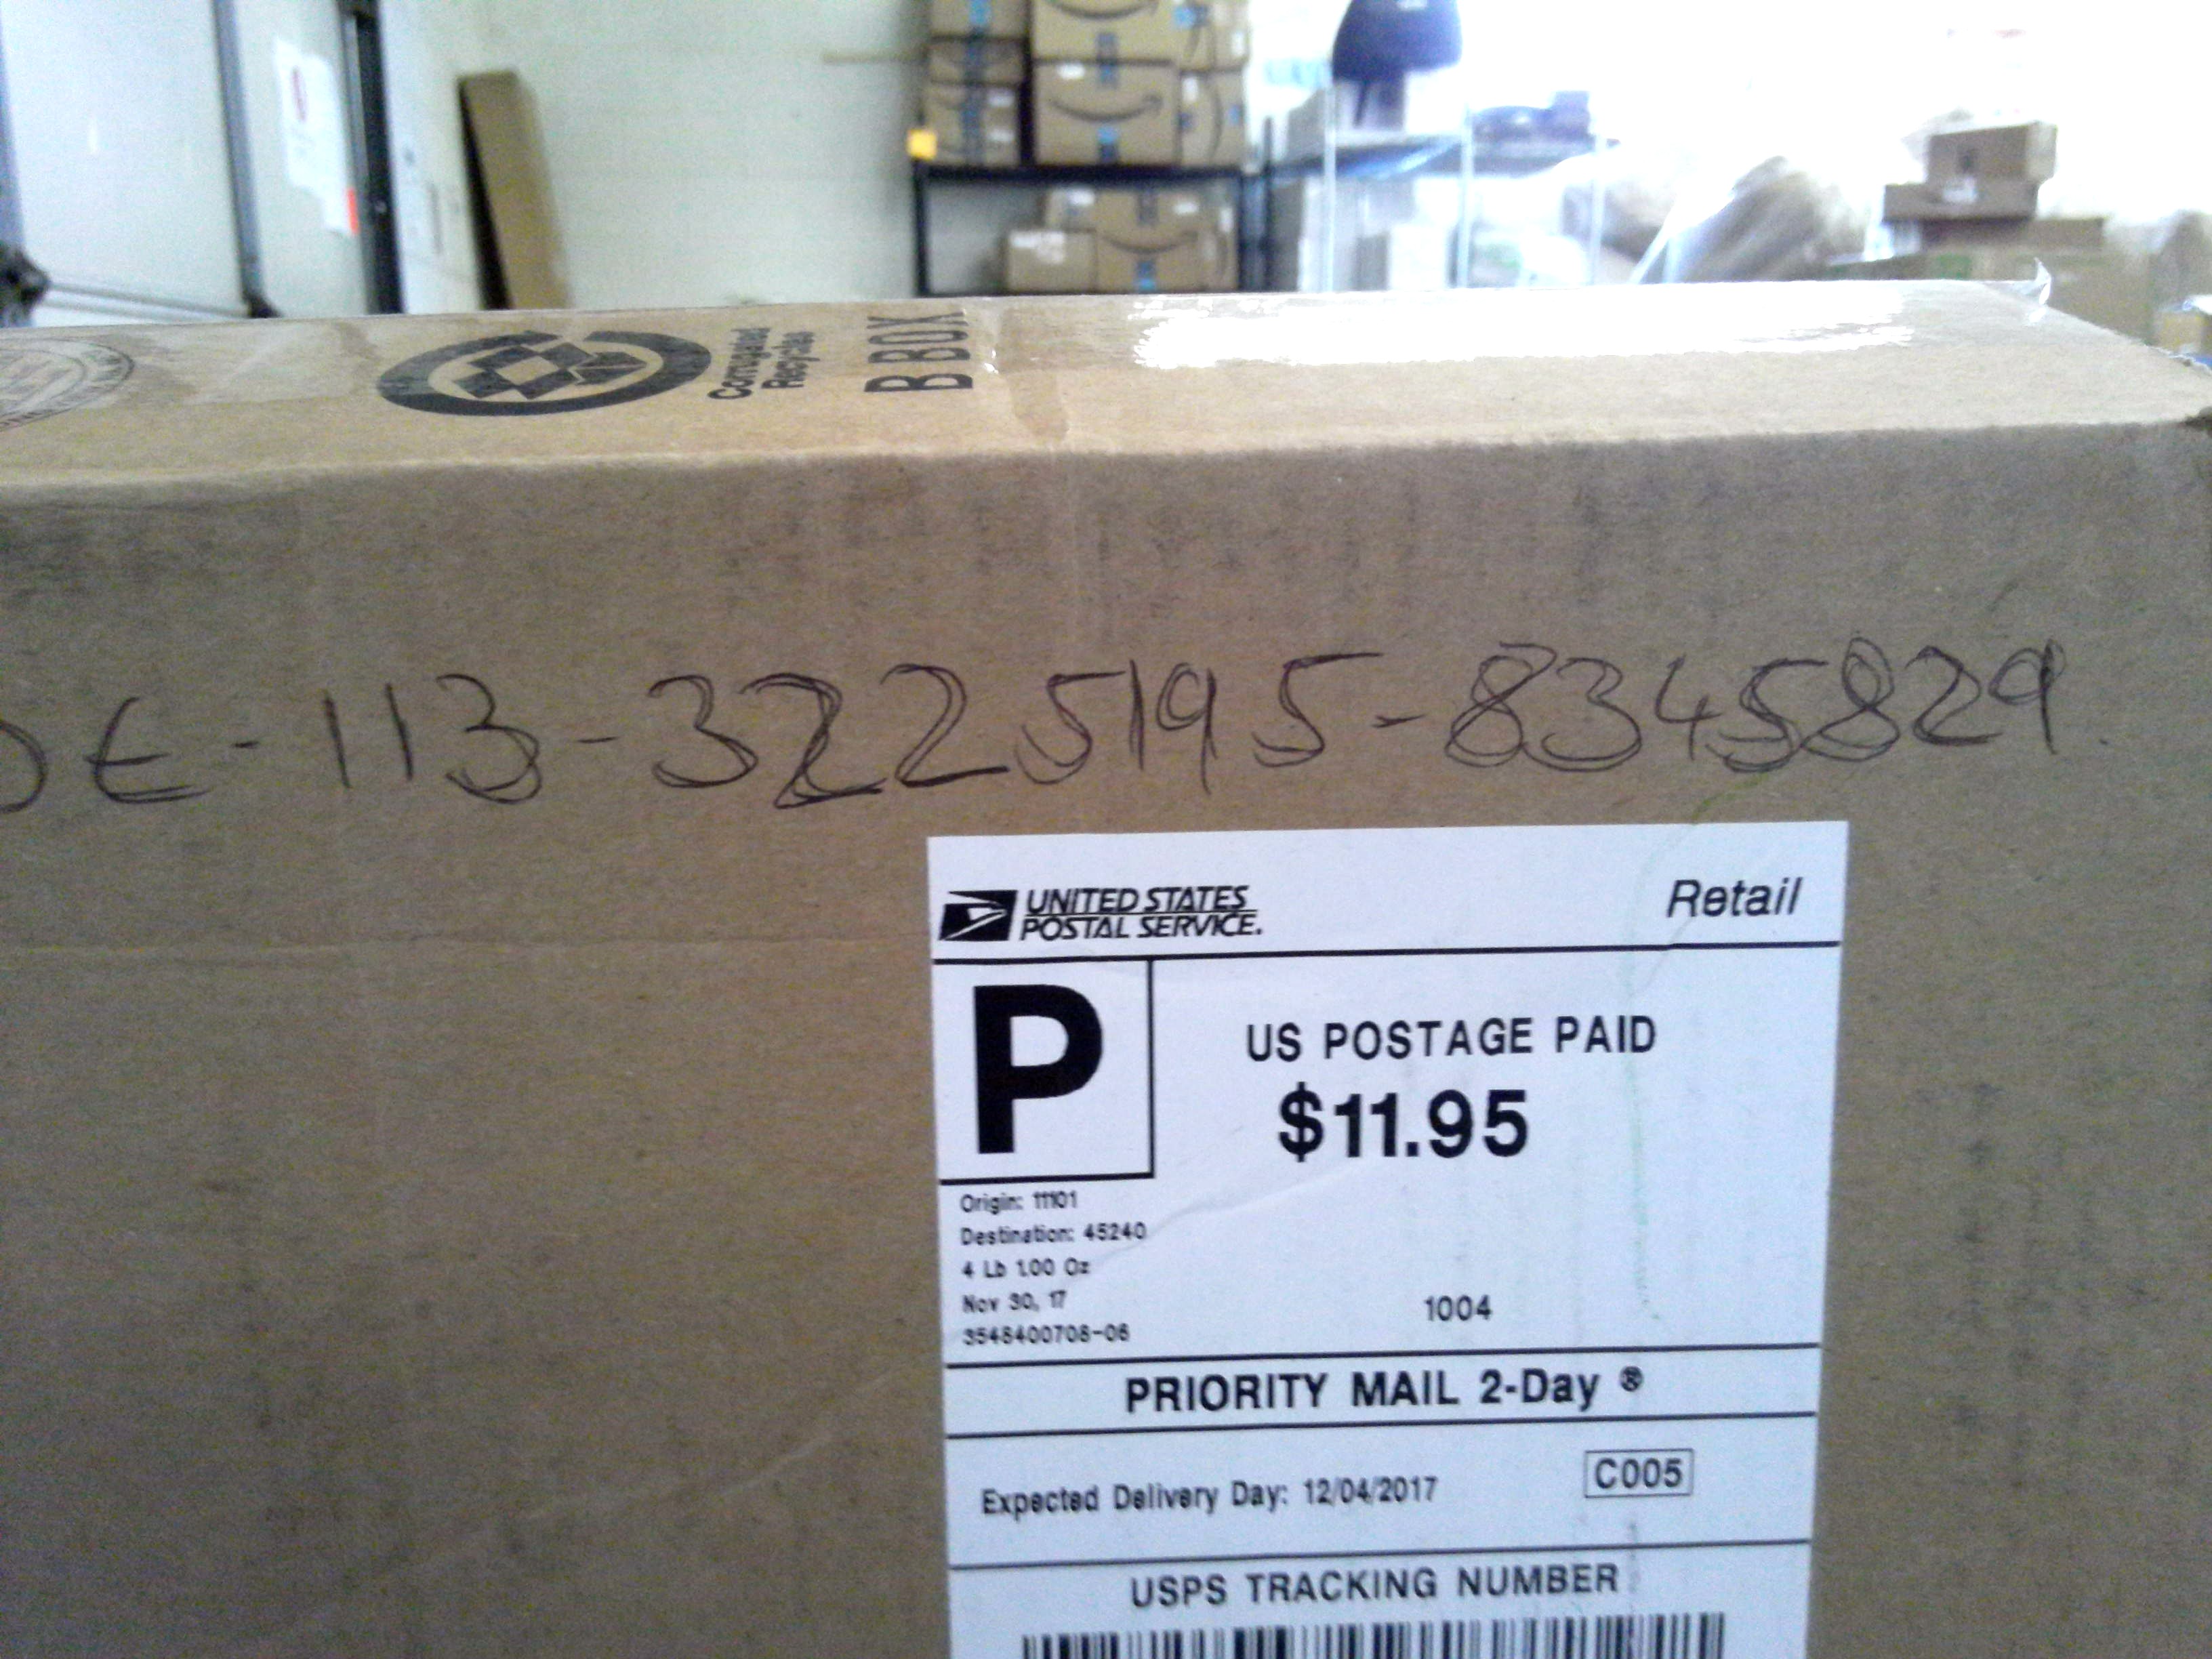 Corrugated
Recycles
B BOX
DE-113-3225195-8345829
UNITED STATES
POSTAL SERVICE.
Retail
P
US POSTAGE PAID
$11.95
Origin: 11101
Destination: 45240
4 Lb 1.00 Oz
Nov 30, 17
3548400708-06
1004
PRIORITY MAIL 2-Day ®
Expected Delivery Day: 12/04/2017
C005
USPS TRACKING NUMBER